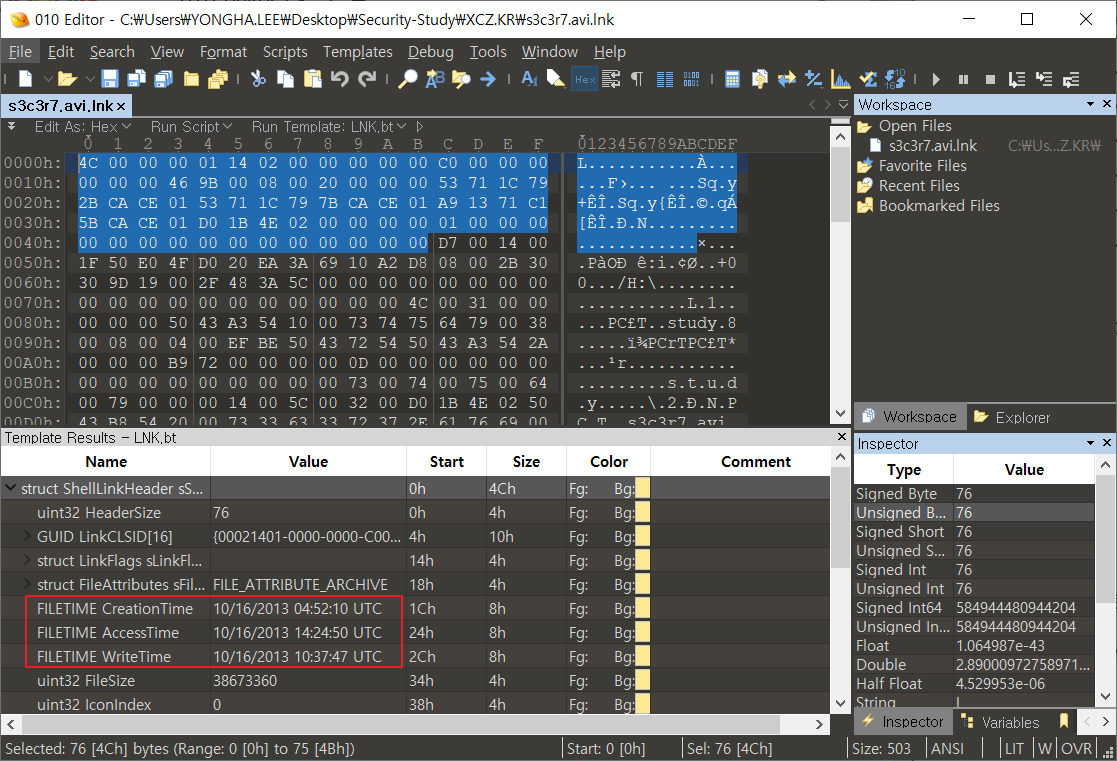 010 Editor - C:₩Users₩YONGHA.LEE₩Desktop₩Security-Study₩XCZ.KR₩s3c3r7.avi.lnk
File Edit Search View Format Scripts Templates Debug Tools Window Help
s3c3r7.avi.lnk ×
Edit As: Hex Run Script Run Template: LNK.bt
0 1 2 3 4 5 6 7 8 9 A B C D E F 0123456789ABCDEF
0000h: 4C 00 00 00 01 14 02 00 00 00 00 00 C0 00 00 00 L...........À...
0010h: 00 00 00 46 9B 00 08 00 20 00 00 00 53 71 1C 79 ...F›... ...Sq.y
0020h: 2B CA CE 01 53 71 1C 79 7B CA CE 01 A9 13 71 C1 +ÊÎ.Sq.y{ÊÎ.©.qÁ
0030h: 5B CA CE 01 D0 1B 4E 02 00 00 00 00 01 00 00 00 [ÊÎ.Ð.N.........
0040h: 00 00 00 00 00 00 00 00 00 00 00 00 D7 00 14 00 ............×...
0050h: 1F 50 E0 4F D0 20 EA 3A 69 10 A2 D8 08 00 2B 30 .PàOÐ ê:i.¢Ø..+0
0060h: 30 9D 19 00 2F 48 3A 5C 00 00 00 00 00 00 00 00 0.../H:\........
0070h: 00 00 00 00 00 00 00 00 00 00 00 4C 00 31 00 00 ...........L.1..
0080h: 00 00 00 50 43 A3 54 10 00 73 74 75 64 79 00 38 ...PC£T..study.8
0090h: 00 08 00 04 00 EF BE 50 43 72 54 50 43 A3 54 2A .....ï¾PCrTPC£T*
00A0h: 00 00 00 B9 72 00 00 00 00 00 0D 00 00 00 00 00 ...¹r...........
00B0h: 00 00 00 00 00 00 00 00 00 73 00 74 00 75 00 64 .........s.t.u.d
00C0h: 00 79 00 00 00 14 00 5C 00 32 00 D0 1B 4E 02 50 .y.....\.2.Ð.N.P
00D0h: 43 B8 54 20 00 73 33 63 33 72 37 2E 61 76 69 00 C¸T .s3c3r7.avi.
Workspace
Open Files
s3c3r7.avi.lnk C:₩Us...Z.KR₩
Favorite Files
Recent Files
Bookmarked Files
Workspace Explorer
Template Results - LNK.bt
Name Value Start Size Color Comment
struct ShellLinkHeader sS... 0h 4Ch Fg: Bg:
uint32 HeaderSize 76 0h 4h Fg: Bg:
GUID LinkCLSID[16] {00021401-0000-0000-C00... 4h 10h Fg: Bg:
struct LinkFlags sLinkFl... 14h 4h Fg: Bg:
struct FileAttributes sFil... FILE_ATTRIBUTE_ARCHIVE 18h 4h Fg: Bg:
FILETIME CreationTime 10/16/2013 04:52:10 UTC 1Ch 8h Fg: Bg:
FILETIME AccessTime 10/16/2013 14:24:50 UTC 24h 8h Fg: Bg:
FILETIME WriteTime 10/16/2013 10:37:47 UTC 2Ch 8h Fg: Bg:
uint32 FileSize 38673360 34h 4h Fg: Bg:
uint32 IconIndex 0 38h 4h Fg: Bg:
Inspector
Type Value
Signed Byte 76
Unsigned B... 76
Signed Short 76
Unsigned S... 76
Signed Int 76
Unsigned Int 76
Signed Int64 584944480944204
Unsigned In... 584944480944204
Float 1.064987e-43
Double 2.89000972758971...
Half Float 4.529953e-06
String L
Inspector Variables
Selected: 76 [4Ch] bytes (Range: 0 [0h] to 75 [4Bh]) Start: 0 [0h] Sel: 76 [4Ch] Size: 503 ANSI LIT W OVR